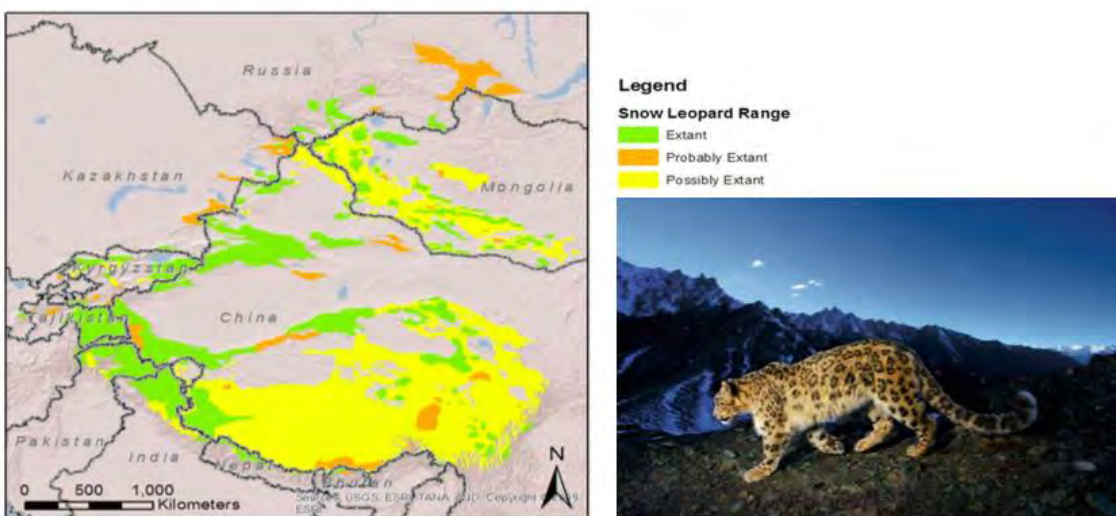 Russia
Kazakhstan
Mongolia
Kyrgyzstan
Tajikistan
China
Pakistan
India
Nepal
Bhutan
N
0 500 1,000
Kilometers
Legend
Snow Leopard Range
Extant
Probably Extant
Possibly Extant